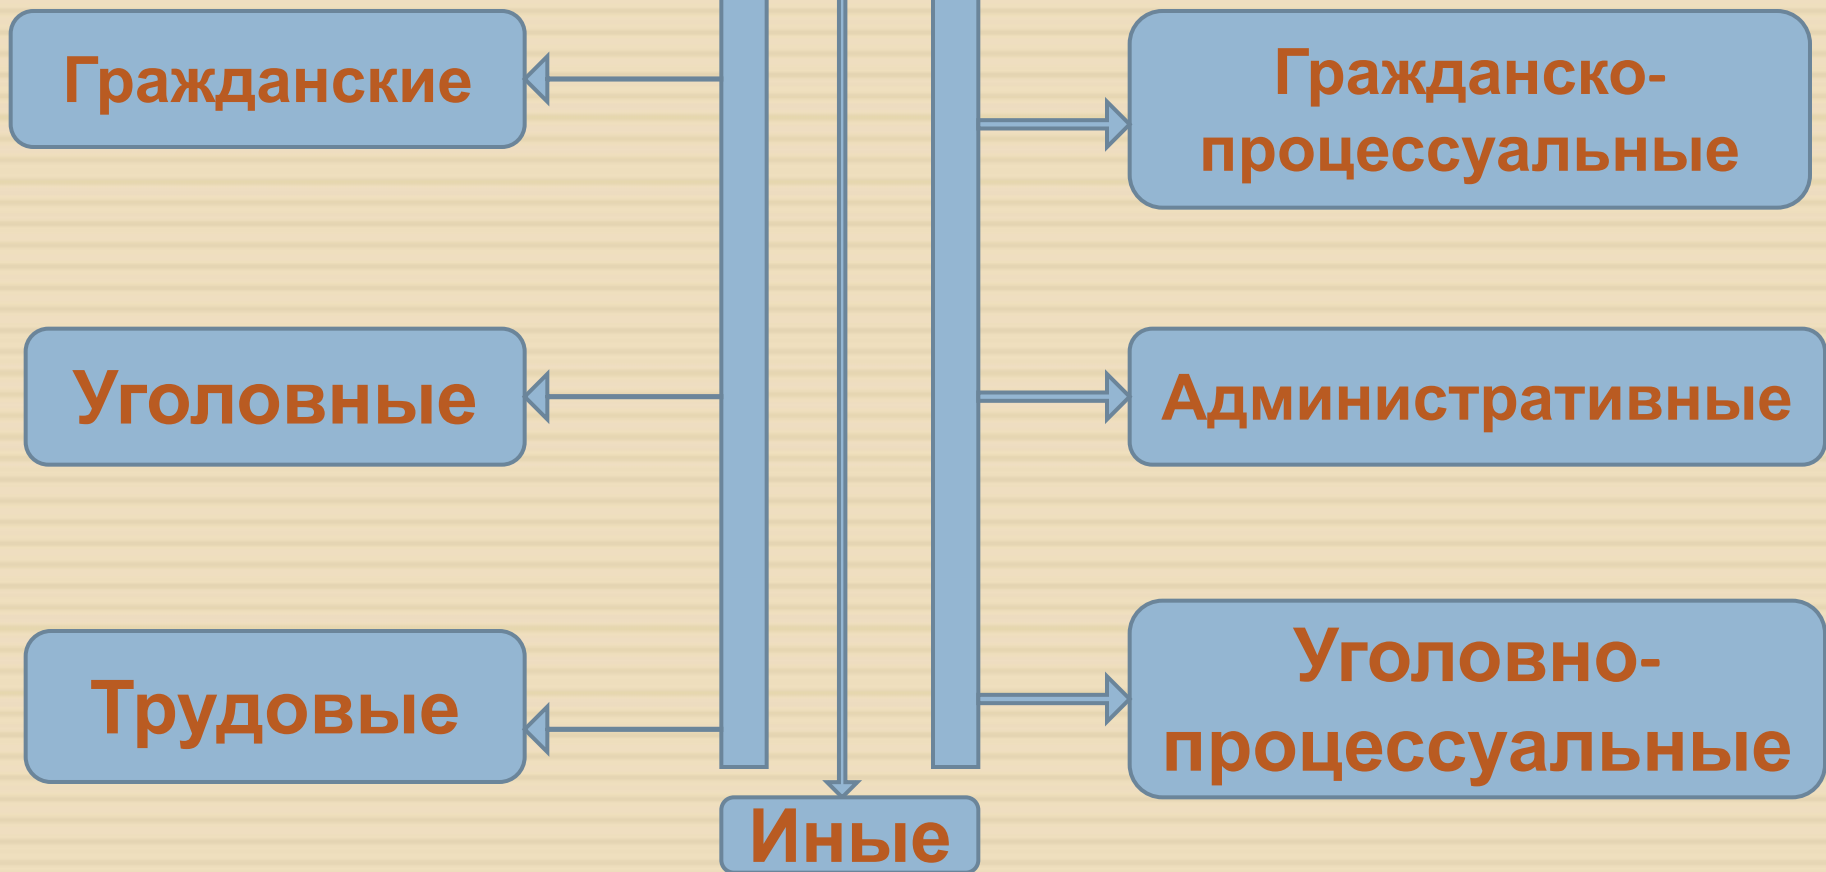 Гражданские
Гражданско-
процессуальные
Уголовные
Административные
Трудовые
Уголовно-
процессуальные
Иные